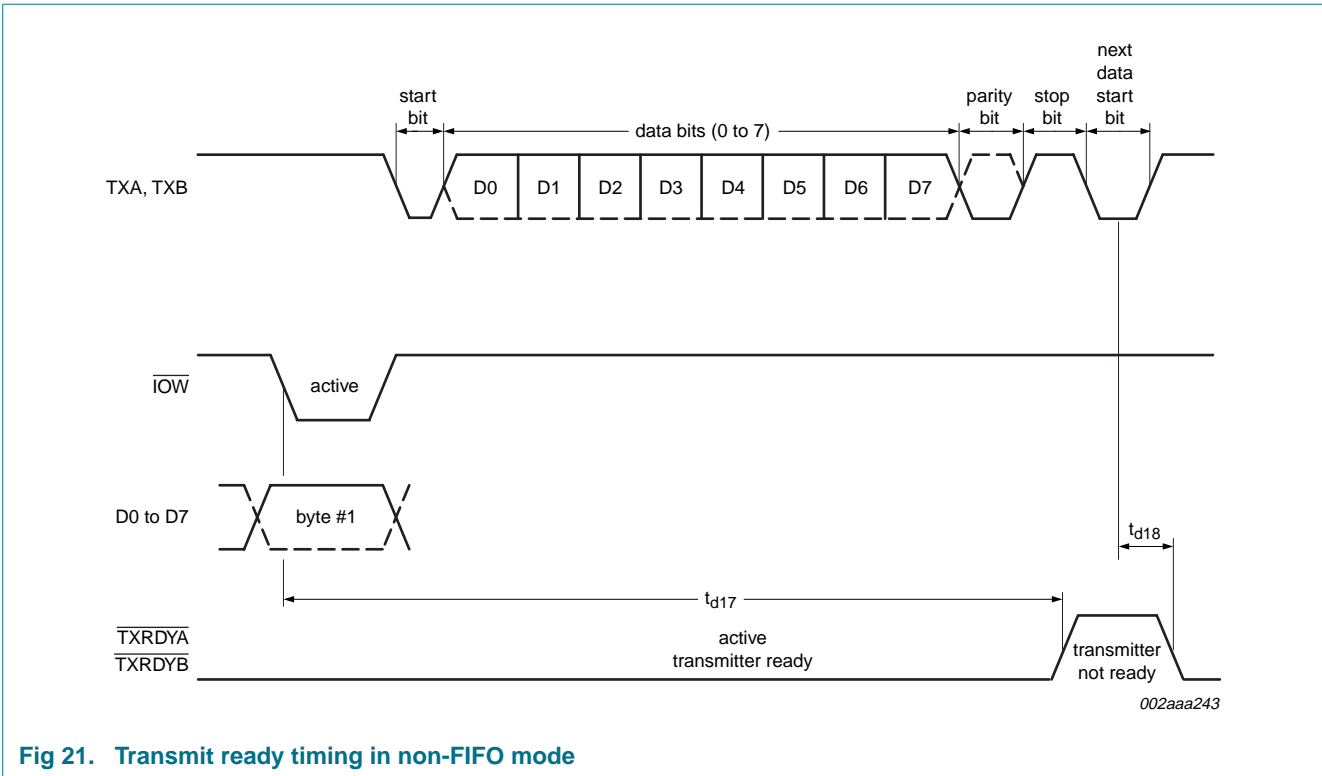 next
data
start
bit
start
bit
data bits (0 to 7)
parity
bit
stop
bit
TXA, TXB
D0 D1 D2 D3 D4 D5 D6 D7
IOW
active
D0 to D7
byte #1
td18
td17
TXRDYA
TXRDYB
active
transmitter ready
transmitter
not ready
002aaa243
Fig 21. Transmit ready timing in non-FIFO mode